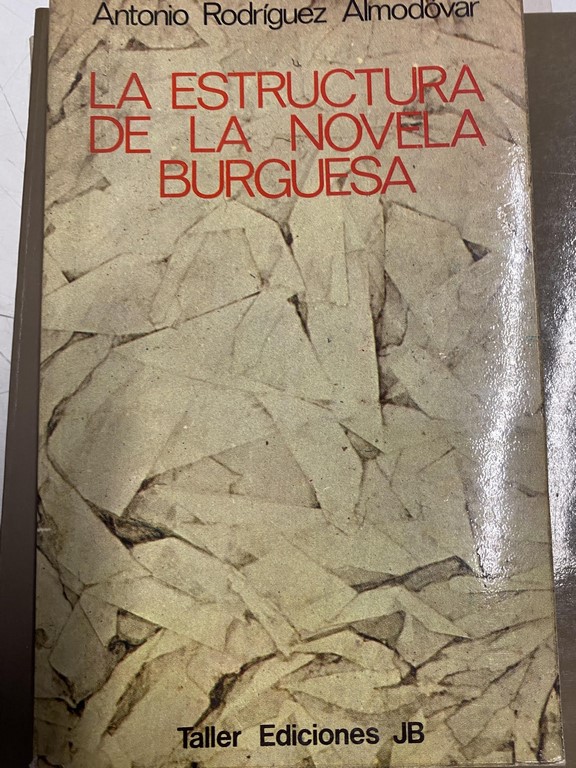 Antonio Rodríguez Almodóvar
LA ESTRUCTURA
DE LA NOVELA
BURGUESA
Taller Ediciones JB